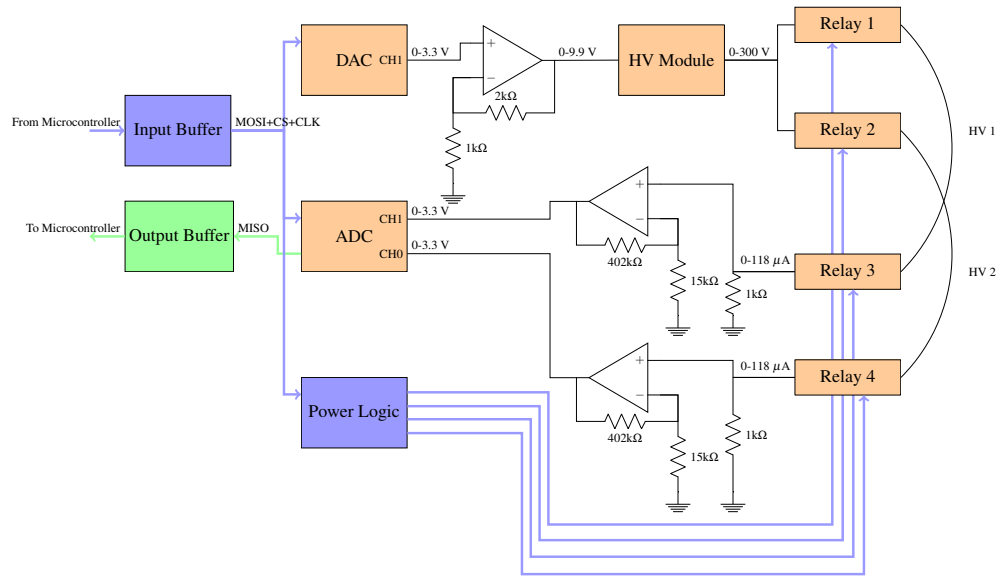 Relay 1
DAC
CH1
0-3.3 V
+
−
0-9.9 V
HV Module
0-300 V
2kΩ
1kΩ
From Microcontroller
Input Buffer
MOSI+CS+CLK
Relay 2
HV 1
To Microcontroller
Output Buffer
MISO
ADC
CH1
CH0
0-3.3 V
0-3.3 V
+
−
402kΩ
15kΩ
1kΩ
0-118 µA
Relay 3
HV 2
+
−
402kΩ
15kΩ
1kΩ
0-118 µA
Relay 4
Power Logic